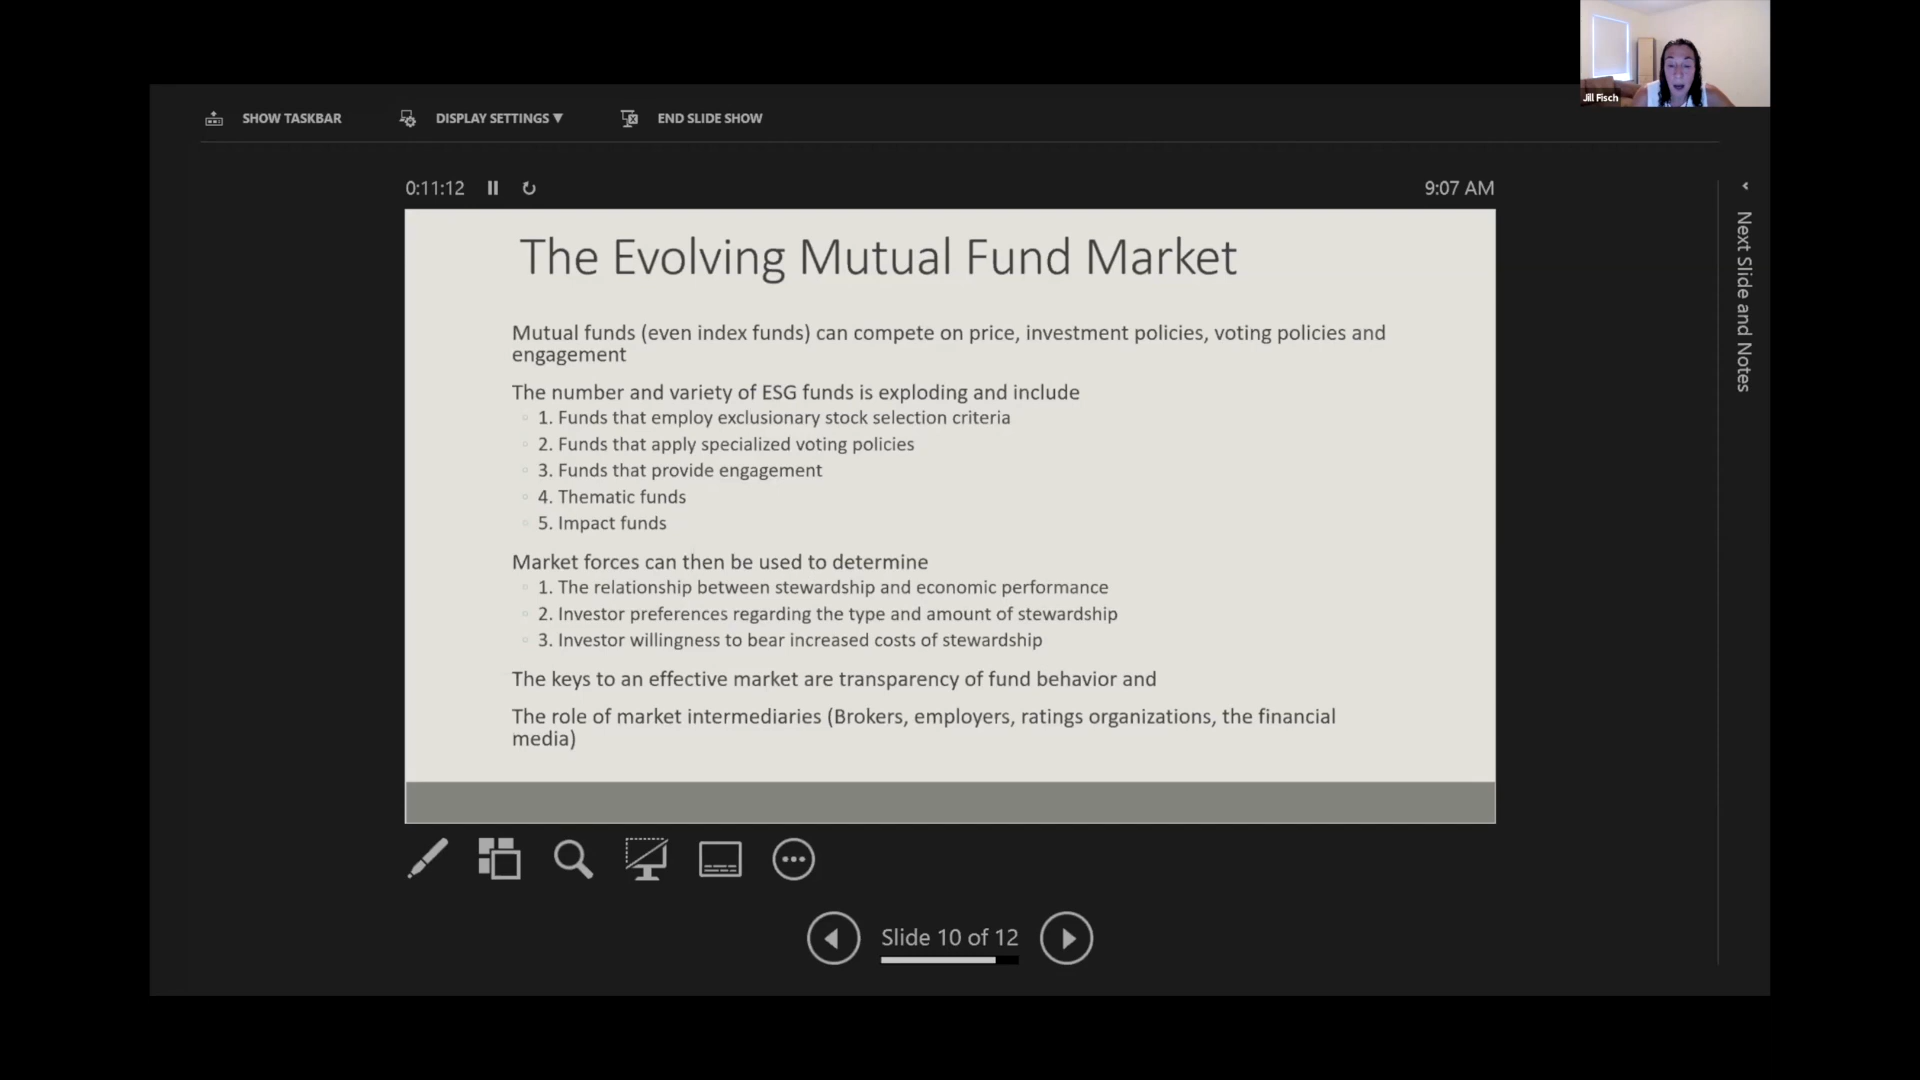 Jill Fisch
SHOW TASKBAR
DISPLAY SETTINGS ▼
END SLIDE SHOW
0:11:12
9:07 AM
Next Slide and Notes
The Evolving Mutual Fund Market
Mutual funds (even index funds) can compete on price, investment policies, voting policies and
engagement
The number and variety of ESG funds is exploding and include
1. Funds that employ exclusionary stock selection criteria
2. Funds that apply specialized voting policies
3. Funds that provide engagement
4. Thematic funds
5. Impact funds
Market forces can then be used to determine
1. The relationship between stewardship and economic performance
2. Investor preferences regarding the type and amount of stewardship
3. Investor willingness to bear increased costs of stewardship
The keys to an effective market are transparency of fund behavior and
The role of market intermediaries (Brokers, employers, ratings organizations, the financial
media)
Slide 10 of 12